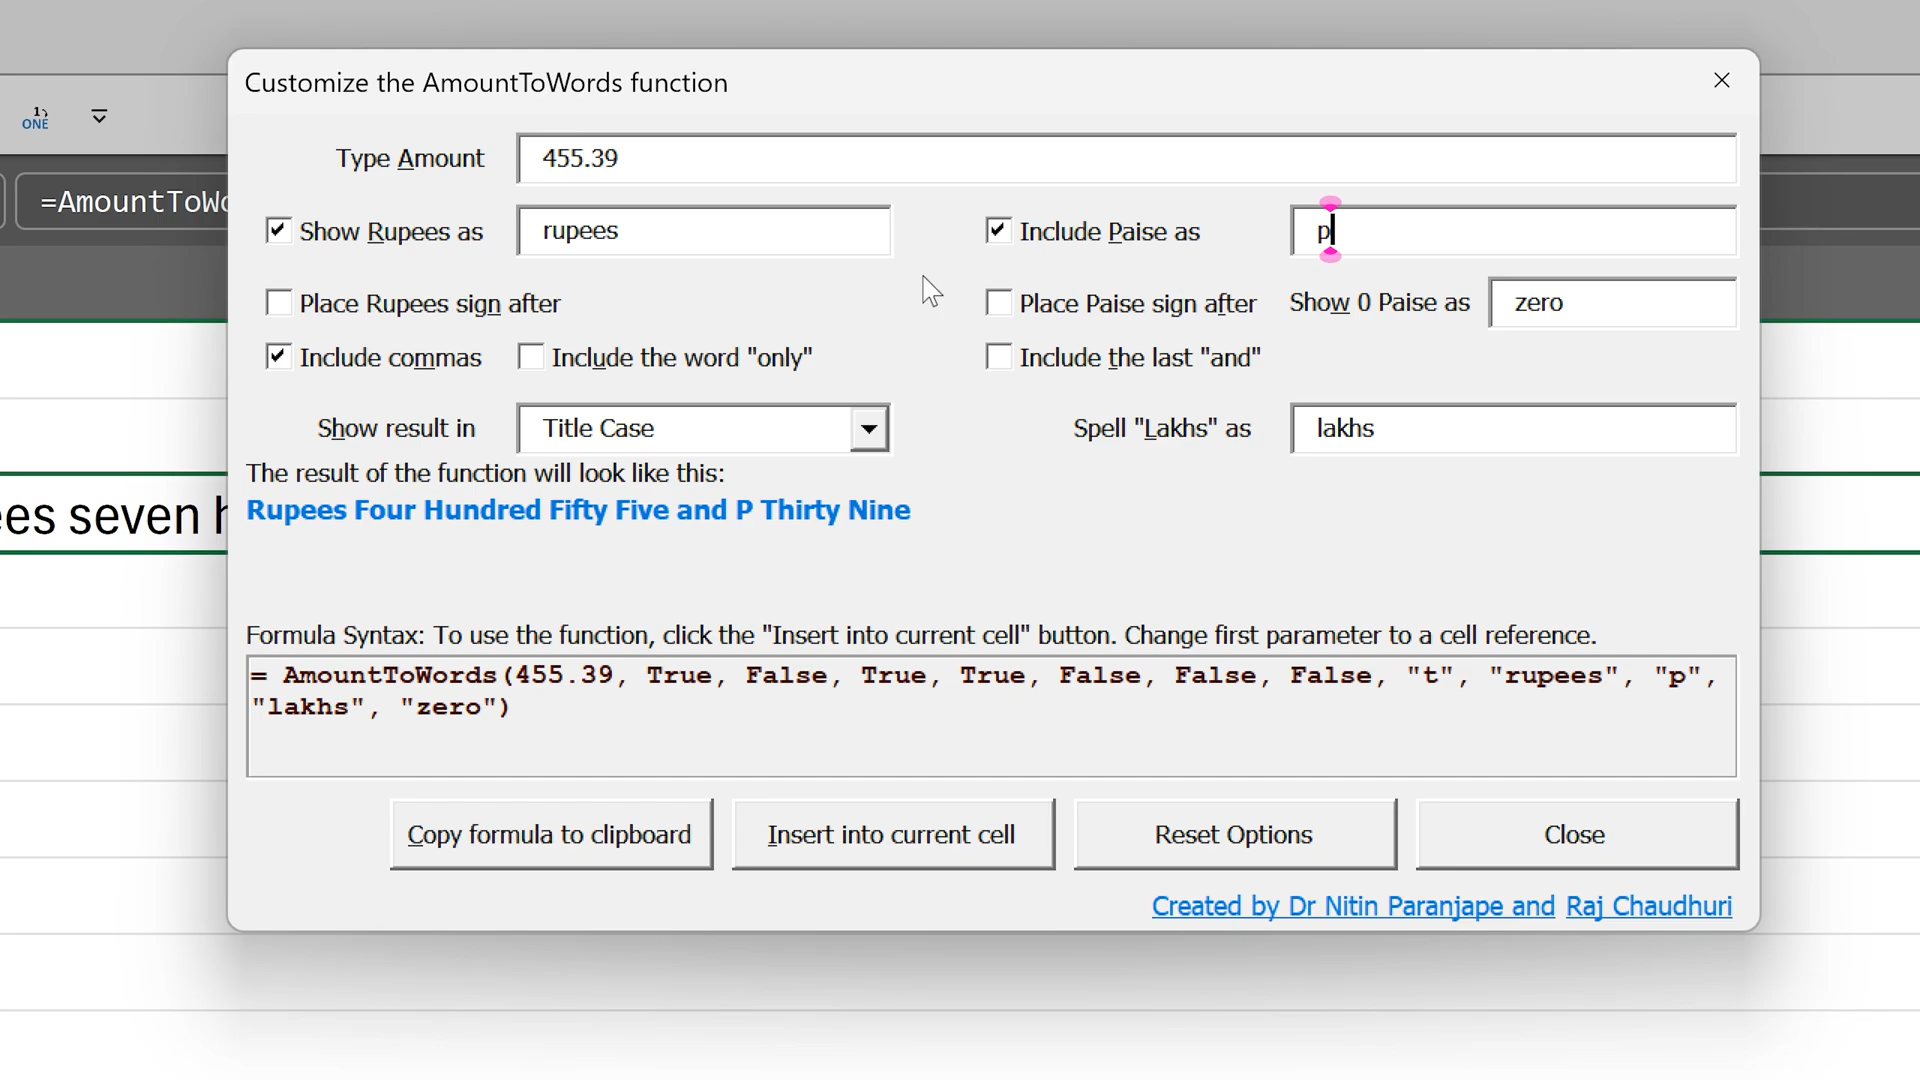 Customize the AmountToWords function
1
ONE
=AmountToWo
Type Amount 455.39
Show Rupees as rupees Include Paise as p
Place Rupees sign after Place Paise sign after Show 0 Paise as zero
Include commas Include the word "only" Include the last "and"
Show result in Title Case Spell "Lakhs" as lakhs
The result of the function will look like this:
Rupees Four Hundred Fifty Five and P Thirty Nine
ees seven h
Formula Syntax: To use the function, click the "Insert into current cell" button. Change first parameter to a cell reference.
= AmountToWords(455.39, True, False, True, True, False, False, False, "t", "rupees", "p",
"lakhs", "zero")
Copy formula to clipboard Insert into current cell Reset Options Close
Created by Dr Nitin Paranjape and Raj Chaudhuri